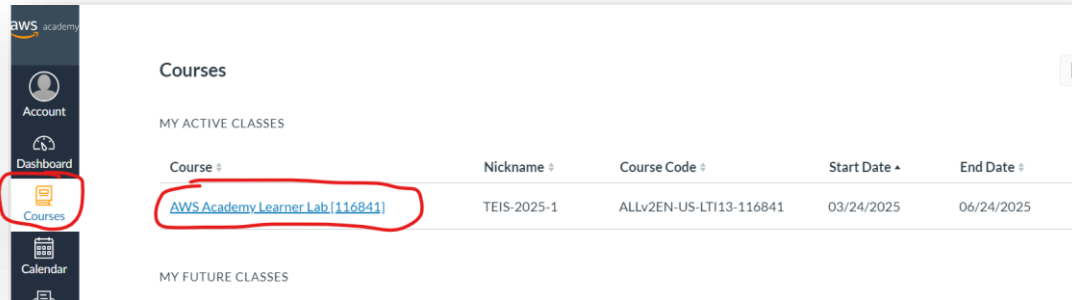 aws academy
Account
Dashboard
Courses
Calendar
Courses
MY ACTIVE CLASSES
Course Nickname Course Code Start Date End Date
AWS Academy Learner Lab [116841] TEIS-2025-1 ALLv2EN-US-LTI13-116841 03/24/2025 06/24/2025
MY FUTURE CLASSES